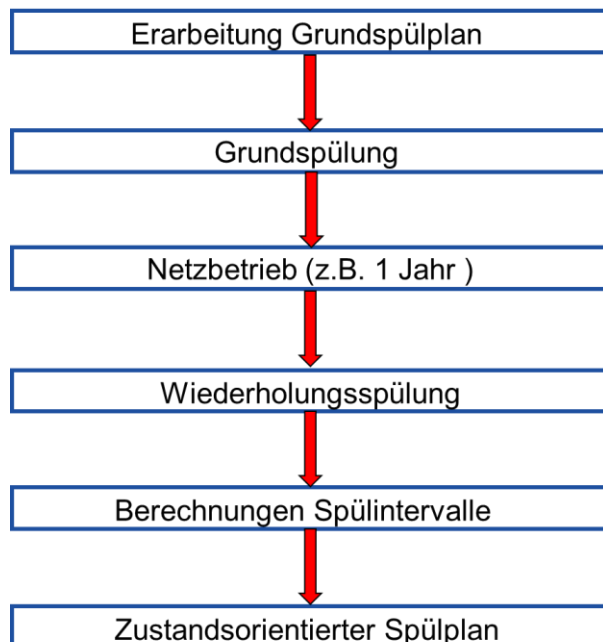 Erarbeitung Grundspülplan
Grundspülung
Netzbetrieb (z.B. 1 Jahr )
Wiederholungsspülung
Berechnungen Spülintervalle
Zustandsorientierter Spülplan